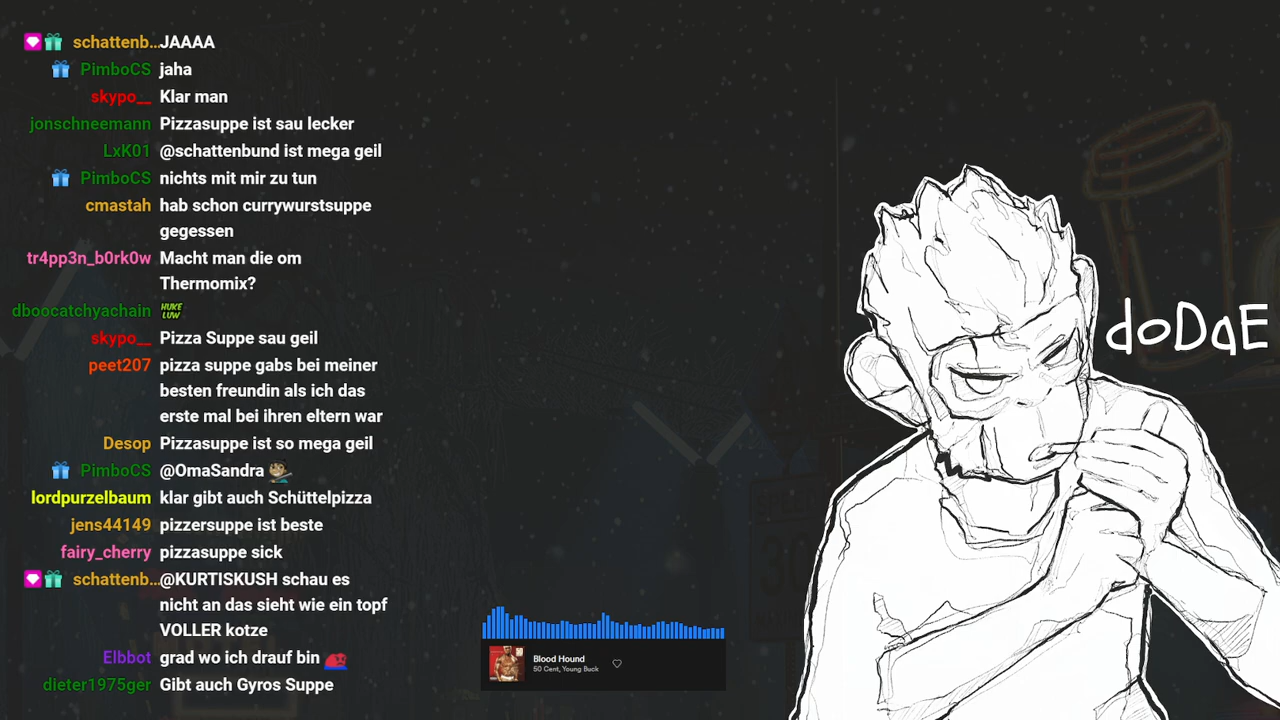 schattenb...JAAAA
PimboCS jaha
skypo__ Klar man
jonschneemann Pizzasuppe ist sau lecker
LxK01 @schattenbund ist mega geil
PimboCS nichts mit mir zu tun
cmastah hab schon currywurstsuppe
gegessen
tr4pp3n_b0rk0w Macht man die om
Thermomix?
dboocatchyachain NUKE
LUW
skypo__ Pizza Suppe sau geil
peet207 pizza suppe gabs bei meiner
besten freundin als ich das
erste mal bei ihren eltern war
Desop Pizzasuppe ist so mega geil
PimboCS @OmaSandra
lordpurzelbaum klar gibt auch Schüttelpizza
jens44149 pizzersuppe ist beste
fairy_cherry pizzasuppe sick
schattenb...@KURTISKUSH schau es
nicht an das sieht wie ein topf
VOLLER kotze
Elbbot grad wo ich drauf bin
dieter1975ger Gibt auch Gyros Suppe
doDaE
Blood Hound
50 Cent, Young Buck